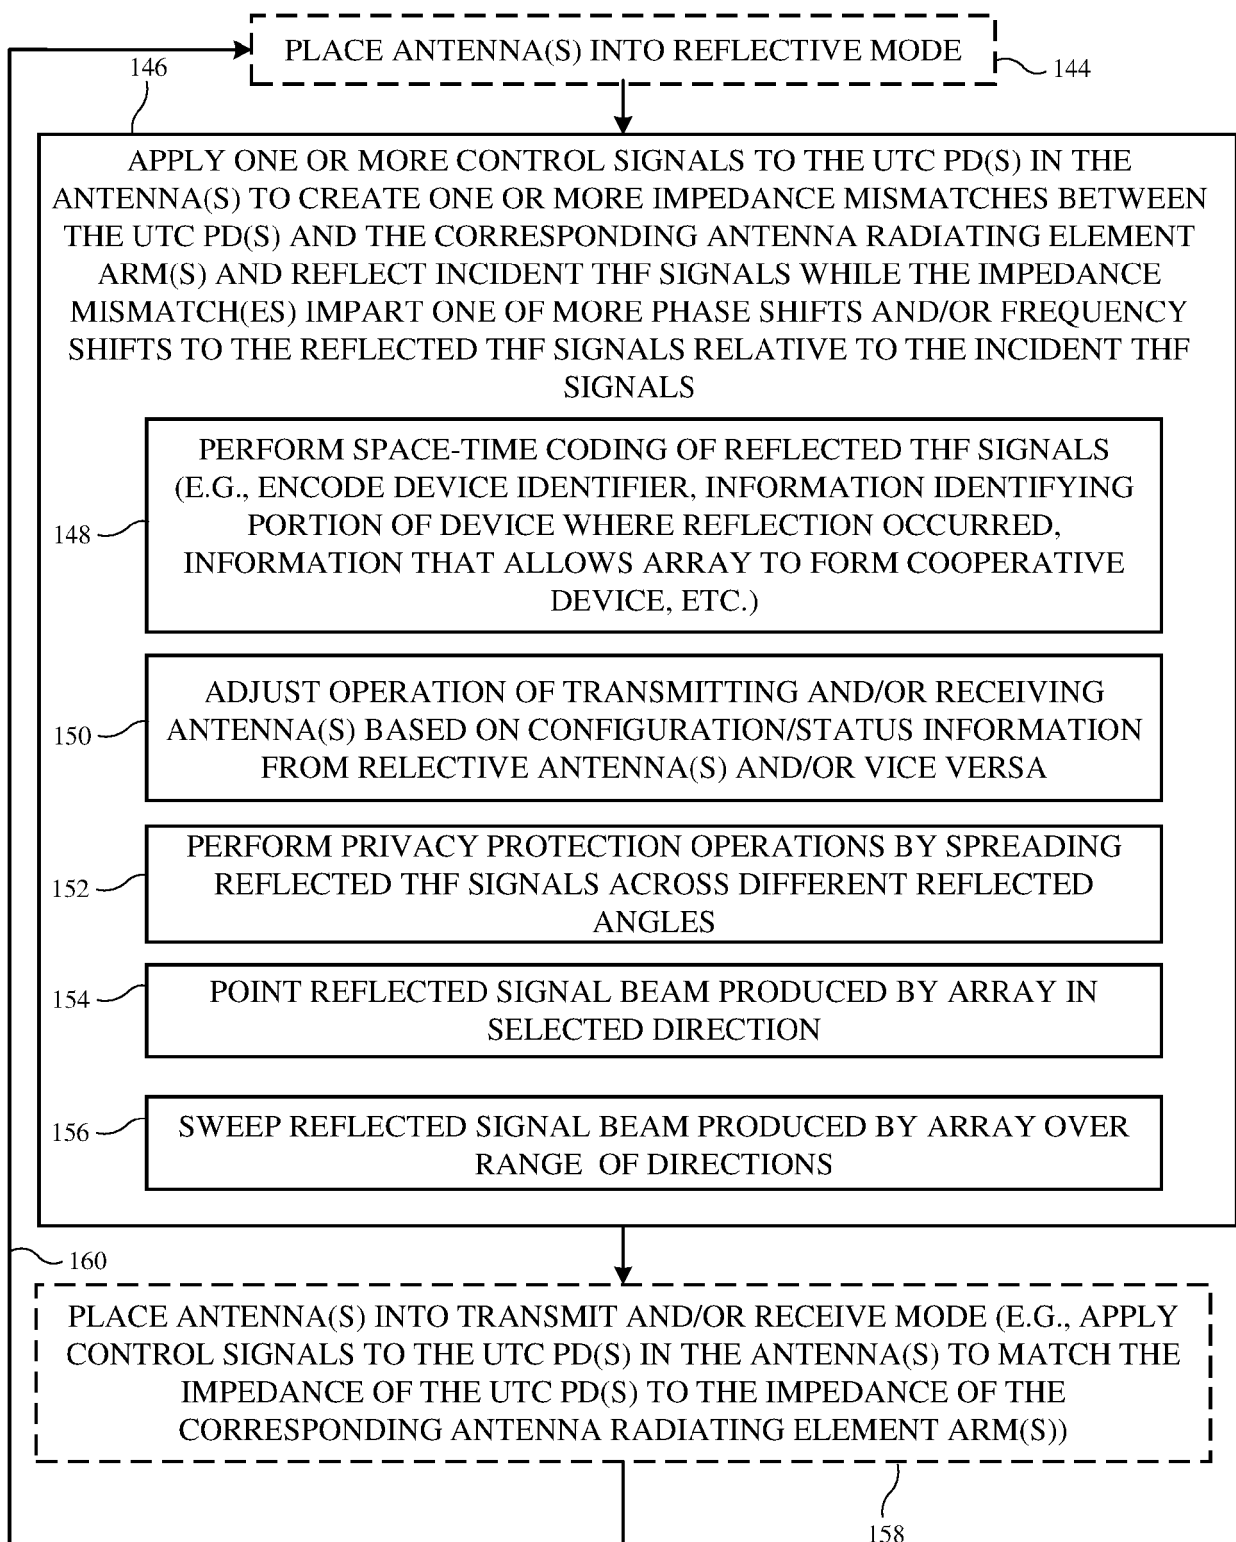 PLACE ANTENNA(S) INTO REFLECTIVE MODE
144
146
APPLY ONE OR MORE CONTROL SIGNALS TO THE UTC PD(S) IN THE
ANTENNA(S) TO CREATE ONE OR MORE IMPEDANCE MISMATCHES BETWEEN
THE UTC PD(S) AND THE CORRESPONDING ANTENNA RADIATING ELEMENT
ARM(S) AND REFLECT INCIDENT THF SIGNALS WHILE THE IMPEDANCE
MISMATCH(ES) IMPART ONE OF MORE PHASE SHIFTS AND/OR FREQUENCY
SHIFTS TO THE REFLECTED THF SIGNALS RELATIVE TO THE INCIDENT THF
SIGNALS
148
PERFORM SPACE-TIME CODING OF REFLECTED THF SIGNALS
(E.G., ENCODE DEVICE IDENTIFIER, INFORMATION IDENTIFYING
PORTION OF DEVICE WHERE REFLECTION OCCURRED,
INFORMATION THAT ALLOWS ARRAY TO FORM COOPERATIVE
DEVICE, ETC.)
150
ADJUST OPERATION OF TRANSMITTING AND/OR RECEIVING
ANTENNA(S) BASED ON CONFIGURATION/STATUS INFORMATION
FROM RELECTIVE ANTENNA(S) AND/OR VICE VERSA
152
PERFORM PRIVACY PROTECTION OPERATIONS BY SPREADING
REFLECTED THF SIGNALS ACROSS DIFFERENT REFLECTED
ANGLES
154
POINT REFLECTED SIGNAL BEAM PRODUCED BY ARRAY IN
SELECTED DIRECTION
156
SWEEP REFLECTED SIGNAL BEAM PRODUCED BY ARRAY OVER
RANGE OF DIRECTIONS
160
PLACE ANTENNA(S) INTO TRANSMIT AND/OR RECEIVE MODE (E.G., APPLY
CONTROL SIGNALS TO THE UTC PD(S) IN THE ANTENNA(S) TO MATCH THE
IMPEDANCE OF THE UTC PD(S) TO THE IMPEDANCE OF THE
CORRESPONDING ANTENNA RADIATING ELEMENT ARM(S))
158